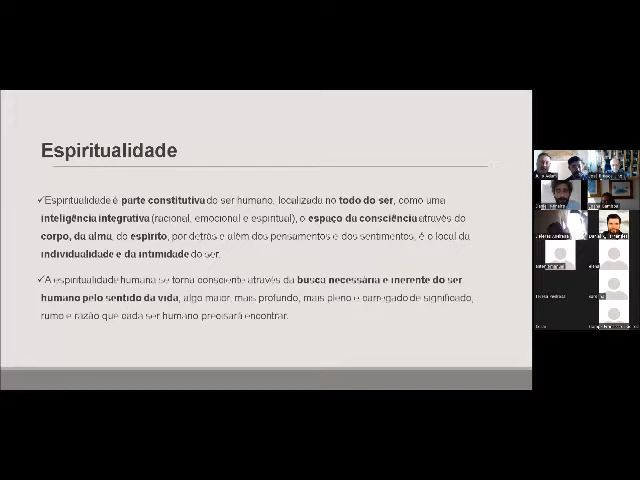 Espiritualidade
✓Espiritualidade é parte constitutiva do ser humano, localizada no todo do ser, como uma
inteligência integrativa (racional, emocional e espiritual), o espaço da consciência através do
corpo, da alma, do espírito, por detrás e além dos pensamentos e dos sentimentos, é o local da
individualidade e da intimidade do ser.
✓A espiritualidade humana se torna consciente através da busca necessária e inerente do ser
humano pelo sentido da vida, algo maior, mais profundo, mais pleno e carregado de significado,
rumo e razão que cada ser humano precisará encontrar.